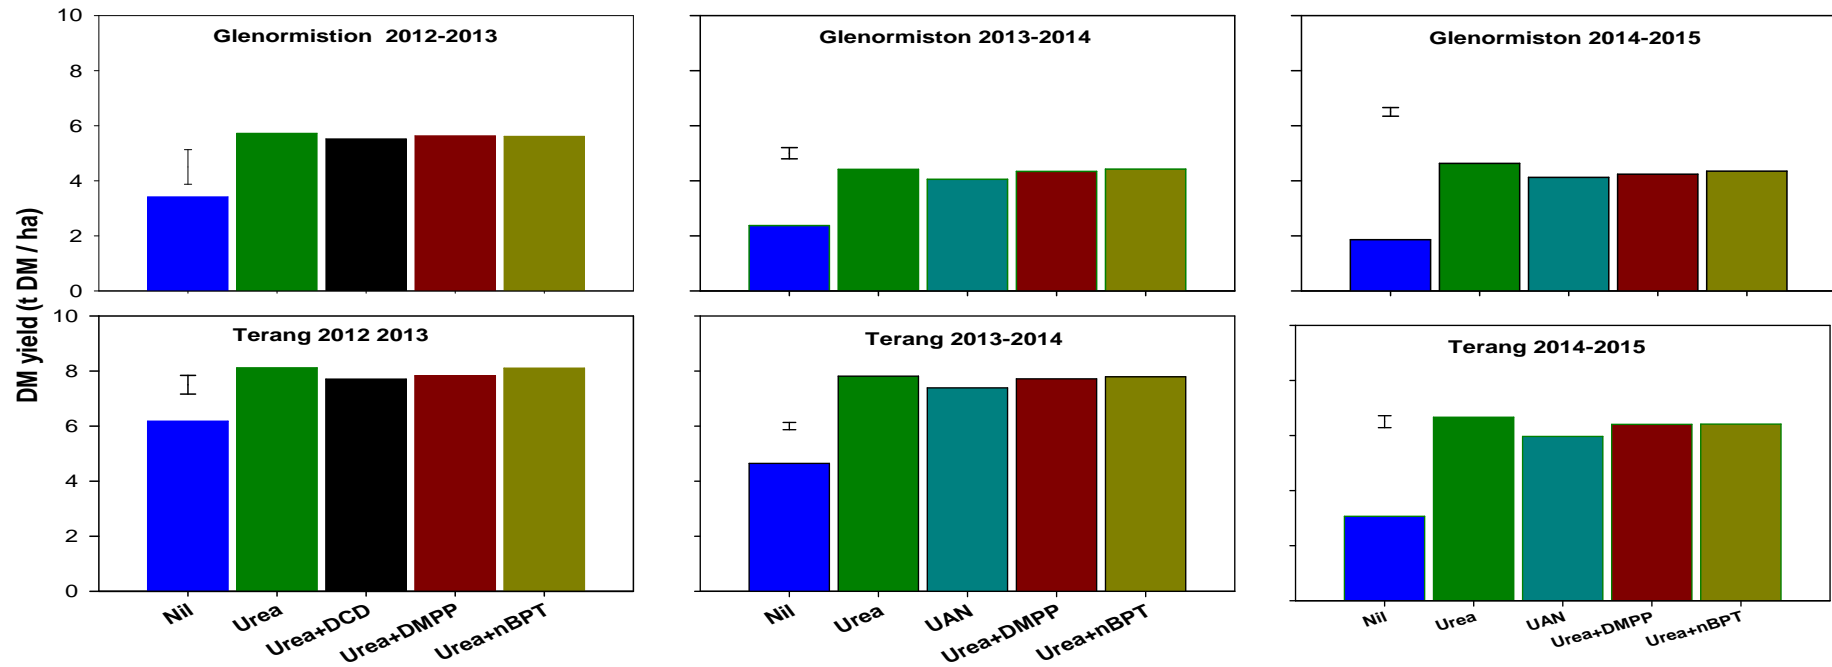 Glenormistion 2012-2013
Glenormiston 2013-2014
Glenormiston 2014-2015
10
8
6
4
2
0
DM yield (t DM / ha)
Terang 2012 2013
Terang 2013-2014
Terang 2014-2015
10
8
6
4
2
0
Nil
Urea
Urea+DCD
Urea+DMPP
Urea+nBPT
Nil
Urea
UAN
Urea+DMPP
Urea+nBPT
Nil
Urea
UAN
Urea+DMPP
Urea+nBPT